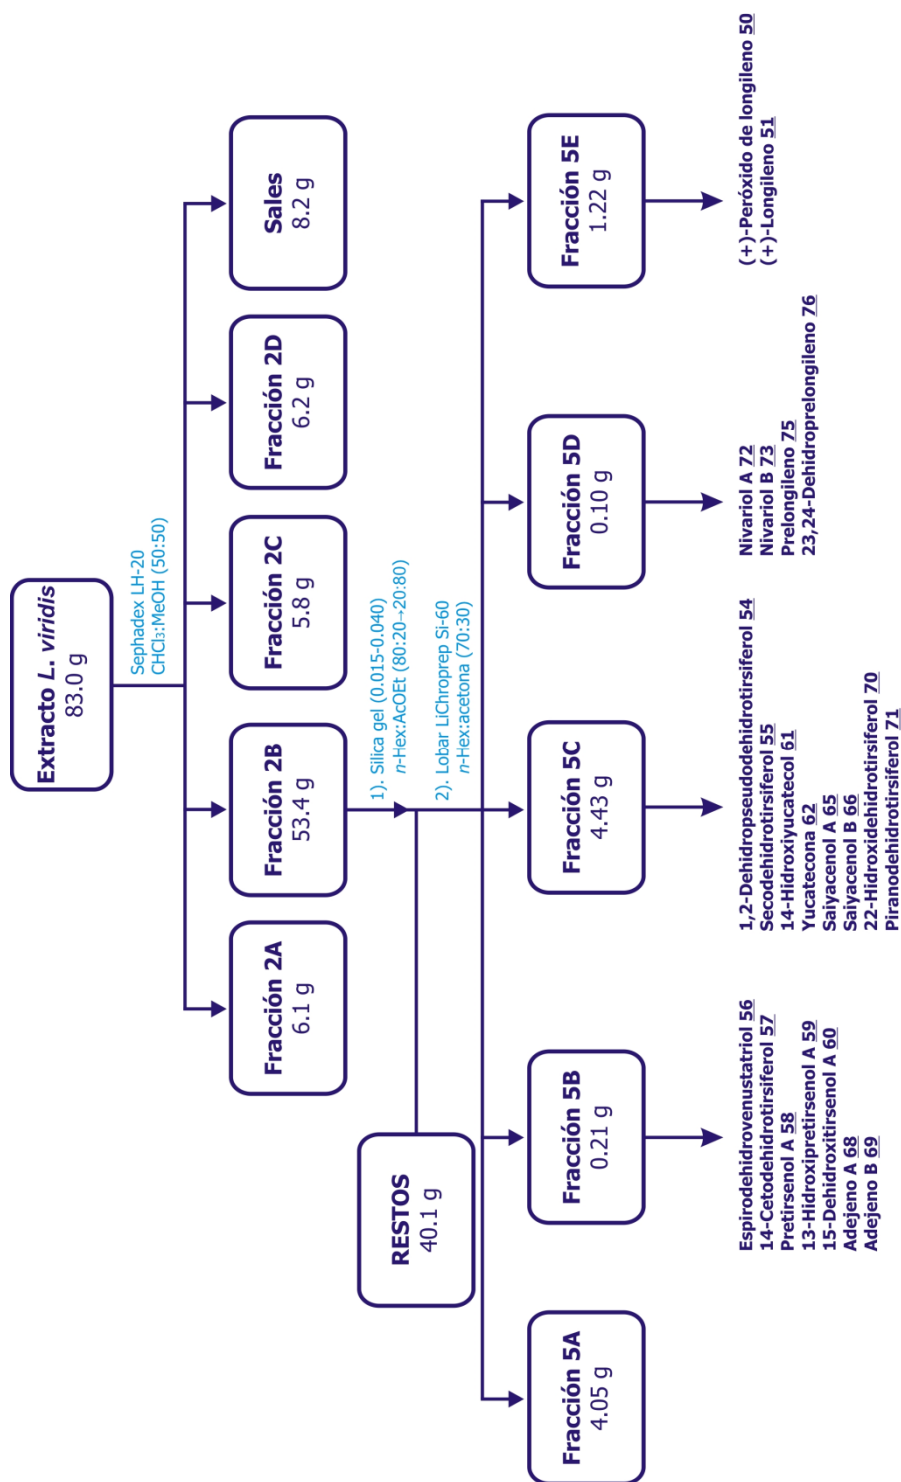 Extracto L. viridis
83.0 g
Sephadex LH-20
CHCl₃:MeOH (50:50)
Fracción 2A
6.1 g
Fracción 2B
53.4 g
Fracción 2C
5.8 g
Fracción 2D
6.2 g
Sales
8.2 g
1). Silica gel (0.015-0.040)
n-Hex:AcOEt (80:20→20:80)
RESTOS
40.1 g
2). Lobar LiChroprep Si-60
n-Hex:acetona (70:30)
Fracción 5A
4.05 g
Fracción 5B
0.21 g
Fracción 5C
4.43 g
Fracción 5D
0.10 g
Fracción 5E
1.22 g
Espirodehidrovenustatriol 56
14-Cetodehidrotirsiferol 57
Pretirsenol A 58
13-Hidroxipretirsenol A 59
15-Dehidroxitirsenol A 60
Adejeno A 68
Adejeno B 69
1,2-Dehidropseudodehidrotirsiferol 54
Secodehidrotirsiferol 55
14-Hidroxiyucatecol 61
Yucatecona 62
Saiyacenol A 65
Saiyacenol B 66
22-Hidroxidehidrotirsiferol 70
Piranodehidrotirsiferol 71
Nivariol A 72
Nivariol B 73
Prelongileno 75
23,24-Dehidroprelongileno 76
(+)-Peróxido de longileno 50
(+)-Longileno 51